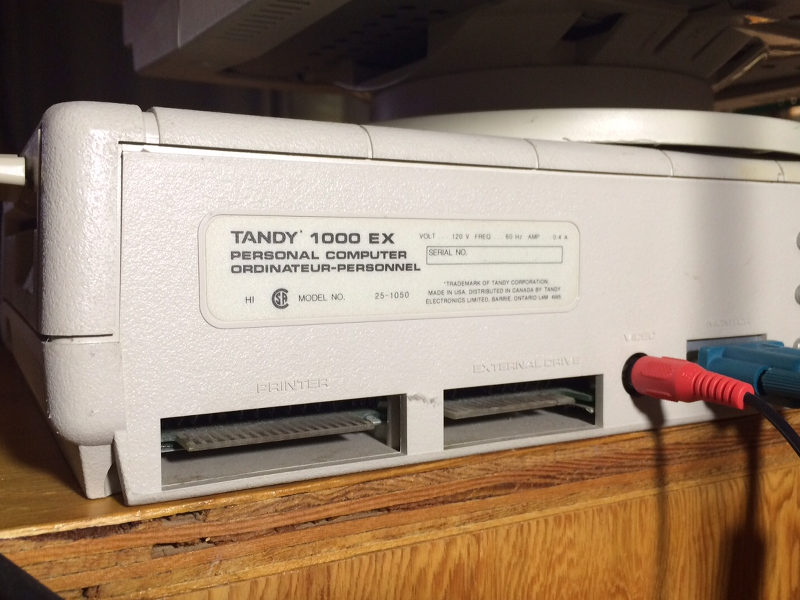 TANDY® 1000 EX
PERSONAL COMPUTER
ORDINATEUR-PERSONNEL
VOLT 120 V FREQ 60 Hz AMP 0.4 A
SERIAL NO.
HI SA MODEL NO. 25-1050
*TRADEMARK OF TANDY CORPORATION.
MADE IN USA. DISTRIBUTED IN CANADA BY TANDY
ELECTRONICS LIMITED, BARRIE, ONTARIO L4M 4W5
PRINTER
EXTERNAL DRIVE
VIDEO
MONITOR